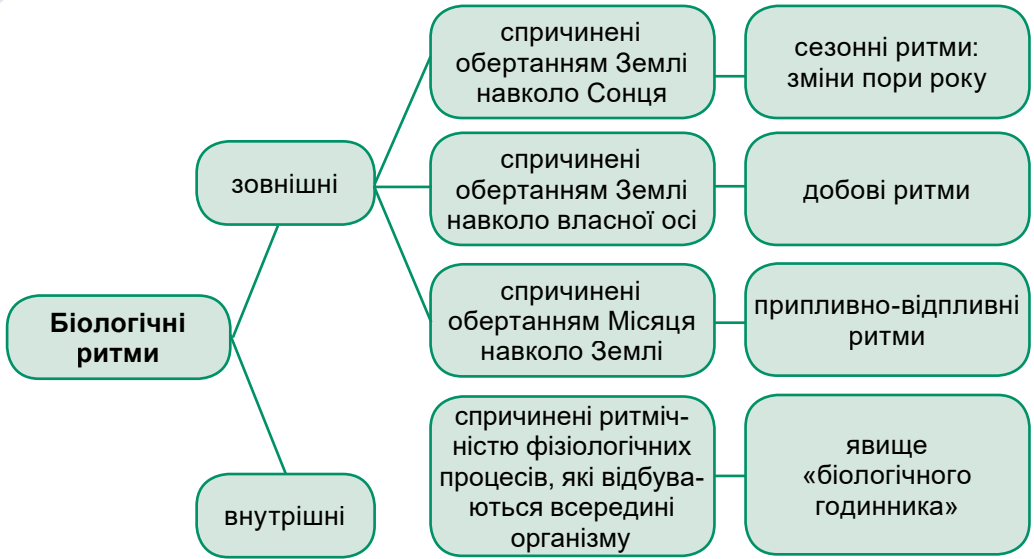 Біологічні
ритми
зовнішні
спричинені
обертанням Землі
навколо Сонця
сезонні ритми:
зміни пори року
спричинені
обертанням Землі
навколо власної осі
добові ритми
спричинені
обертанням Місяця
навколо Землі
припливно-відпливні
ритми
внутрішні
спричинені ритміч-
ністю фізіологічних
процесів, які відбува-
ються всередині
організму
явище
«біологічного
годинника»